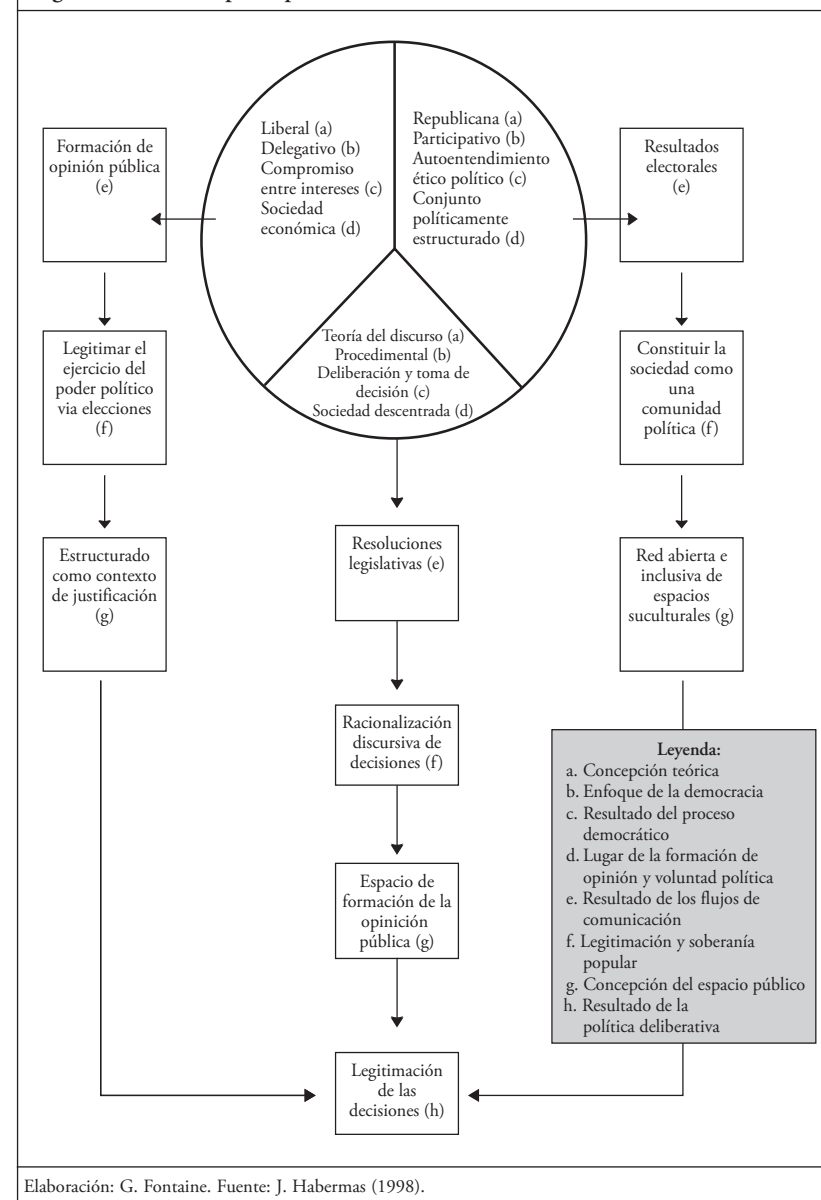 Formación de
opinión pública
(e)
Liberal (a)
Delegativo (b)
Compromiso
entre intereses (c)
Sociedad
económica (d)
Republicana (a)
Participativo (b)
Autoentendimiento
ético político (c)
Conjunto
políticamente
estructurado (d)
Resultados
electorales
(e)
Teoría del discurso (a)
Procedimental (b)
Deliberación y toma de
decisión (c)
Sociedad descentrada (d)
Legitimar el
ejercicio del
poder político
via elecciones
(f)
Constituir la
sociedad como
una
comunidad
política (f)
Estructurado
como contexto
de justificación
(g)
Resoluciones
legislativas (e)
Red abierta e
inclusiva de
espacios
suculturales (g)
Racionalización
discursiva de
decisiones (f)
Espacio de
formación de la
opinición
pública (g)
Leyenda:
a. Concepción teórica
b. Enfoque de la democracia
c. Resultado del proceso
democrático
d. Lugar de la formación de
opinión y voluntad política
e. Resultado de los flujos de
comunicación
f. Legitimación y soberanía
popular
g. Concepción del espacio público
h. Resultado de la
política deliberativa
Legitimación
de las
decisiones (h)
Elaboración: G. Fontaine. Fuente: J. Habermas (1998).